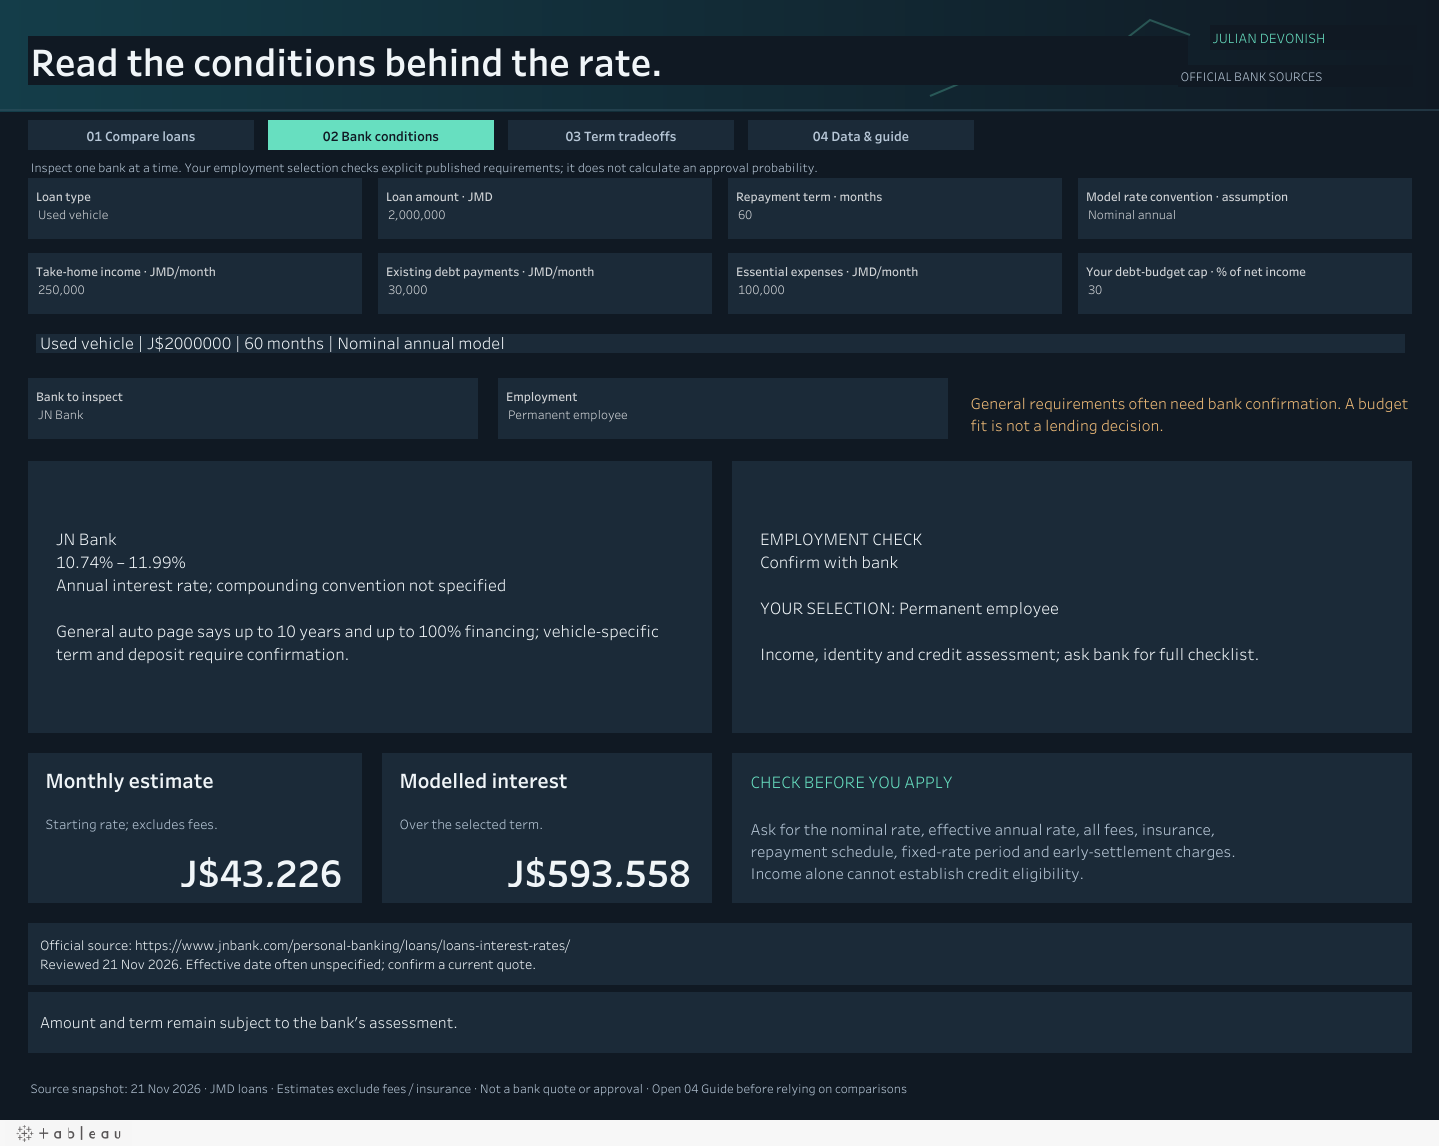 Read the conditions behind the rate.
JULIAN DEVONISH
OFFICIAL BANK SOURCES
01 Compare loans
02 Bank conditions
03 Term tradeoffs
04 Data & guide
Inspect one bank at a time. Your employment selection checks explicit published requirements; it does not calculate an approval probability.
Loan type
Used vehicle
Loan amount · JMD
2,000,000
Repayment term · months
60
Model rate convention · assumption
Nominal annual
Take-home income · JMD/month
250,000
Existing debt payments · JMD/month
30,000
Essential expenses · JMD/month
100,000
Your debt-budget cap · % of net income
30
Used vehicle | J$2000000 | 60 months | Nominal annual model
Bank to inspect
JN Bank
Employment
Permanent employee
General requirements often need bank confirmation. A budget
fit is not a lending decision.
JN Bank
10.74% – 11.99%
Annual interest rate; compounding convention not specified
General auto page says up to 10 years and up to 100% financing; vehicle-specific
term and deposit require confirmation.
EMPLOYMENT CHECK
Confirm with bank
YOUR SELECTION: Permanent employee
Income, identity and credit assessment; ask bank for full checklist.
Monthly estimate
Starting rate; excludes fees.
J$43,226
Modelled interest
Over the selected term.
J$593,558
CHECK BEFORE YOU APPLY
Ask for the nominal rate, effective annual rate, all fees, insurance,
repayment schedule, fixed-rate period and early-settlement charges.
Income alone cannot establish credit eligibility.
Official source: https://www.jnbank.com/personal-banking/loans/loans-interest-rates/
Reviewed 21 Nov 2026. Effective date often unspecified; confirm a current quote.
Amount and term remain subject to the bank’s assessment.
Source snapshot: 21 Nov 2026 · JMD loans · Estimates exclude fees / insurance · Not a bank quote or approval · Open 04 Guide before relying on comparisons
+ableau